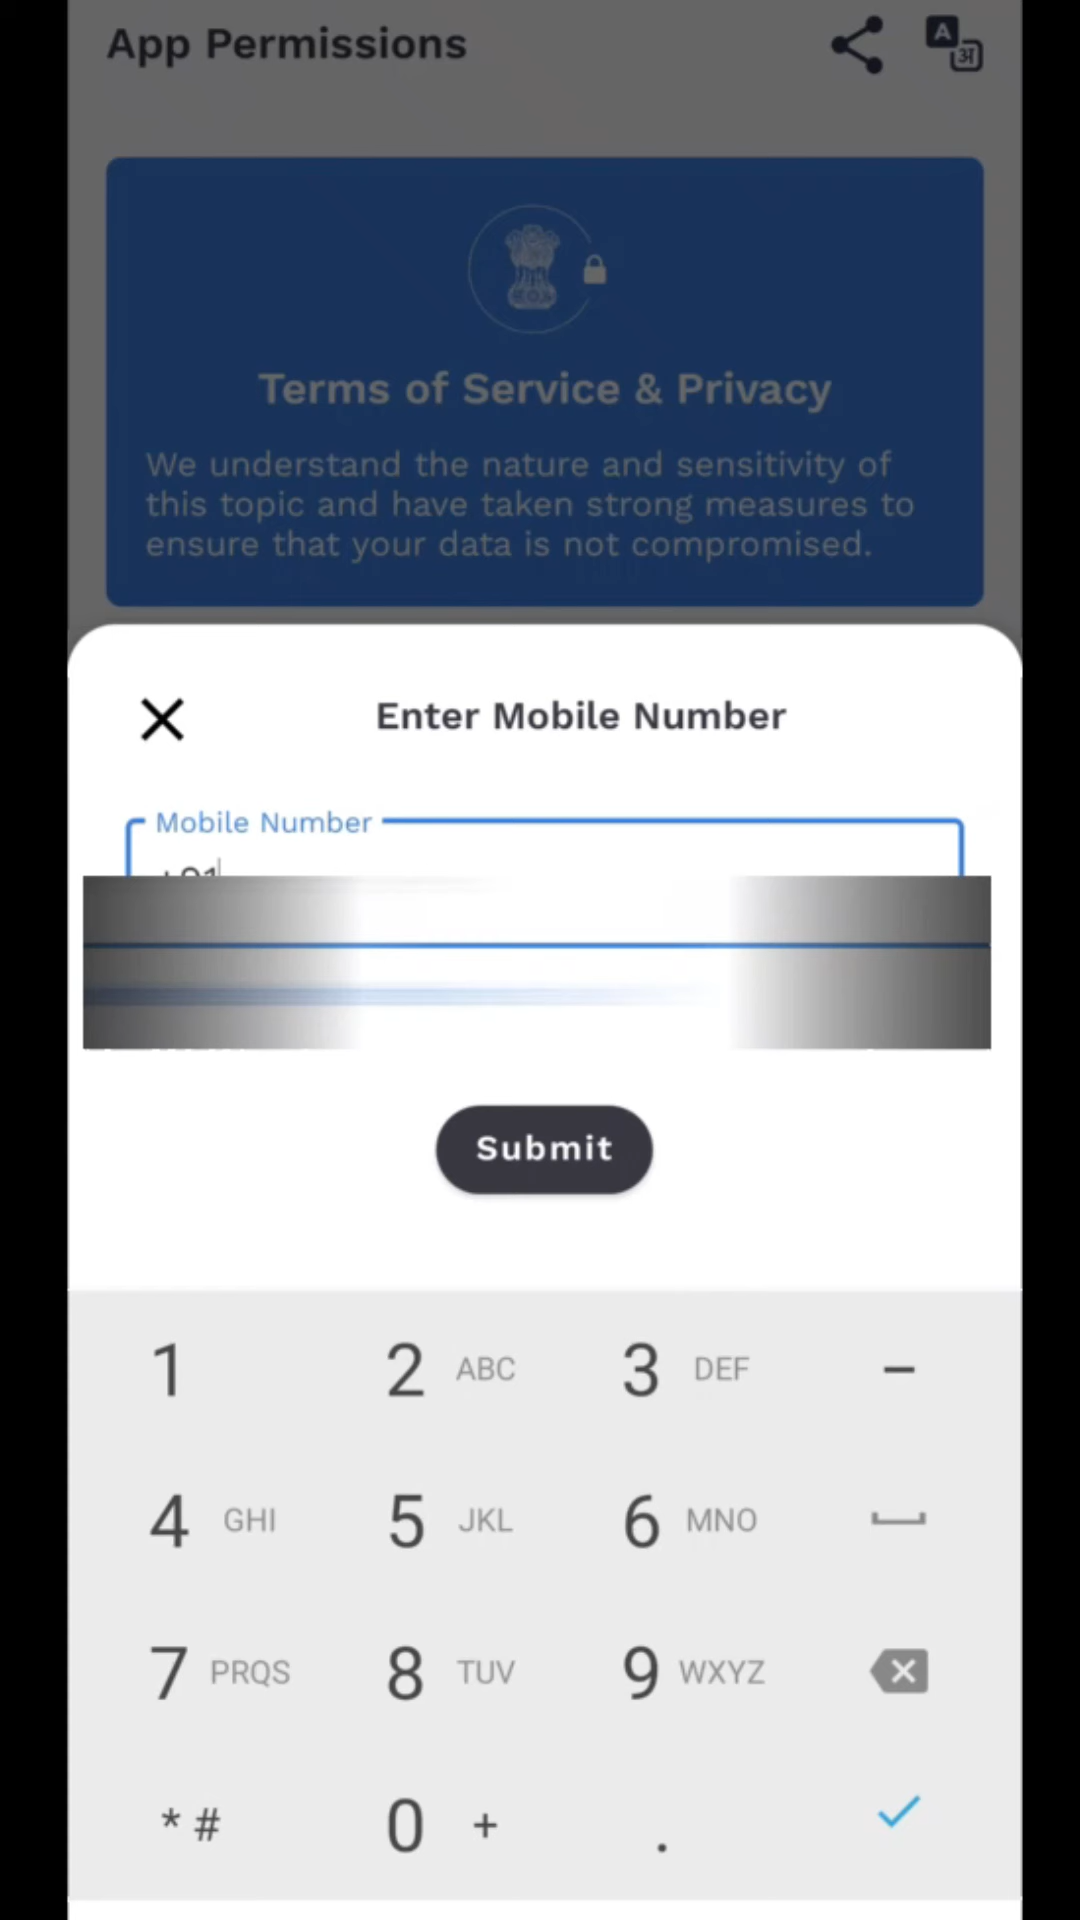 App Permissions
A
अ
Terms of Service & Privacy
We understand the nature and sensitivity of
this topic and have taken strong measures to
ensure that your data is not compromised.
Enter Mobile Number
Mobile Number
+91
Submit
1
2 ABC
3 DEF
-
4 GHI
5 JKL
6 MNO
7 PRQS
8 TUV
9 WXYZ
* #
0 +
.